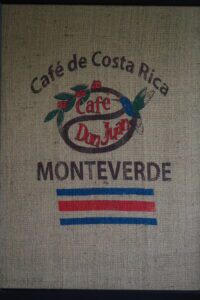 Café de Costa Rica
Cafe
Don Juan
MONTEVERDE